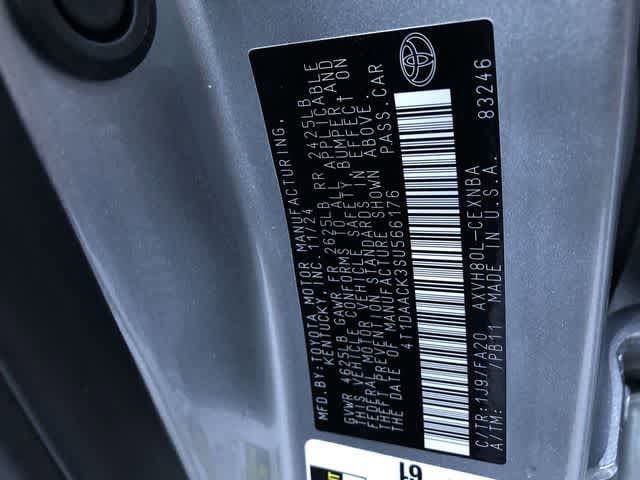 MFD.BY:TOYOTA MOTOR MANUFACTURING,
KENTUCKY, INC. 11/24
GVWR 4625LB GAWR FR 2625LB RR 2425LB
THIS VEHICLE CONFORMS TO ALL APPLICABLE
FEDERAL MOTOR VEHICLE SAFETY, BUMPER, AND
THEFT PREVENTION STANDARDS IN EFFECT ON
THE DATE OF MANUFACTURE SHOWN ABOVE.
4T1DAACK3SU566176 PASS.CAR
C/TR:1J9/FA20 AXVH80L-CEXNBA
A/TM: /PB11 MADE IN U.S.A. 83246
61